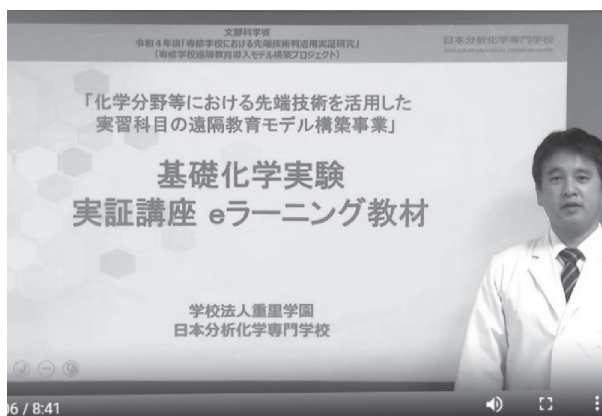 文部科学省
令和４年度「専修学校における先端技術利活用実証研究」
（専修学校遠隔教育導入モデル構築プロジェクト）
日本分析化学専門学校
「化学分野等における先端技術を活用した
実習科目の遠隔教育モデル構築事業」
基礎化学実験
実証講座 eラーニング教材
学校法人重里学園
日本分析化学専門学校
06 / 8:41